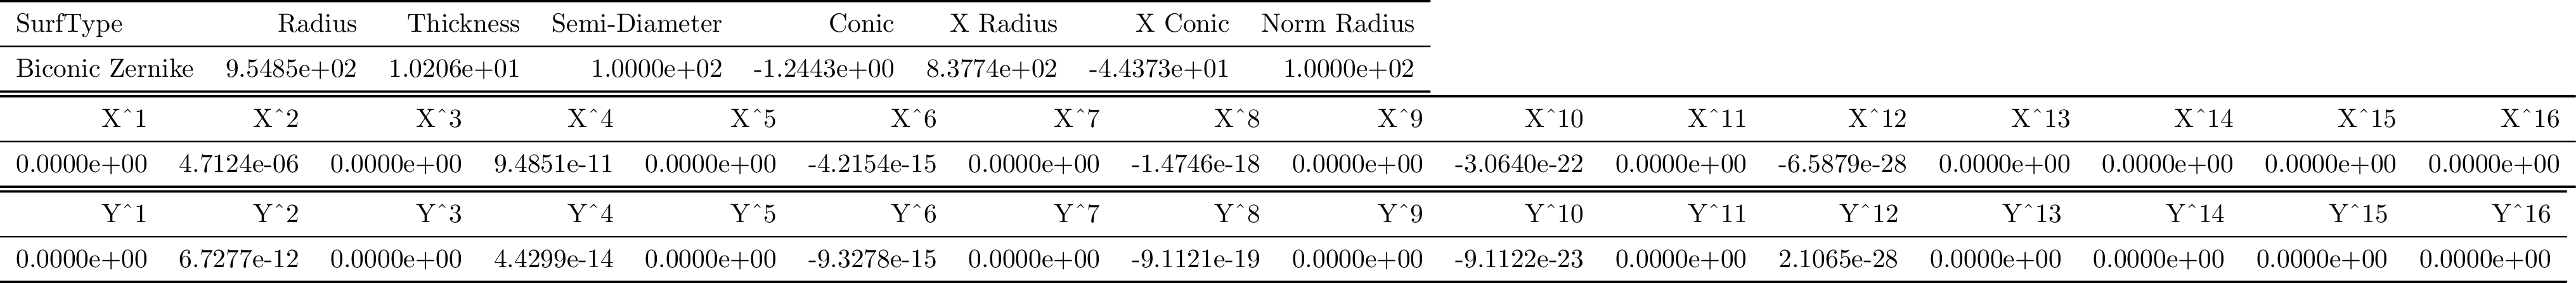 SurfType Radius Thickness Semi-Diameter Conic X Radius X Conic Norm Radius
Biconic Zernike 9.5485e+02 1.0206e+01 1.0000e+02 -1.2443e+00 8.3774e+02 -4.4373e+01 1.0000e+02
X^1 X^2 X^3 X^4 X^5 X^6 X^7 X^8 X^9 X^10 X^11 X^12 X^13 X^14 X^15 X^16
0.0000e+00 4.7124e-06 0.0000e+00 9.4851e-11 0.0000e+00 -4.2154e-15 0.0000e+00 -1.4746e-18 0.0000e+00 -3.0640e-22 0.0000e+00 -6.5879e-28 0.0000e+00 0.0000e+00 0.0000e+00 0.0000e+00
Y^1 Y^2 Y^3 Y^4 Y^5 Y^6 Y^7 Y^8 Y^9 Y^10 Y^11 Y^12 Y^13 Y^14 Y^15 Y^16
0.0000e+00 6.7277e-12 0.0000e+00 4.4299e-14 0.0000e+00 -9.3278e-15 0.0000e+00 -9.1121e-19 0.0000e+00 -9.1122e-23 0.0000e+00 2.1065e-28 0.0000e+00 0.0000e+00 0.0000e+00 0.0000e+00